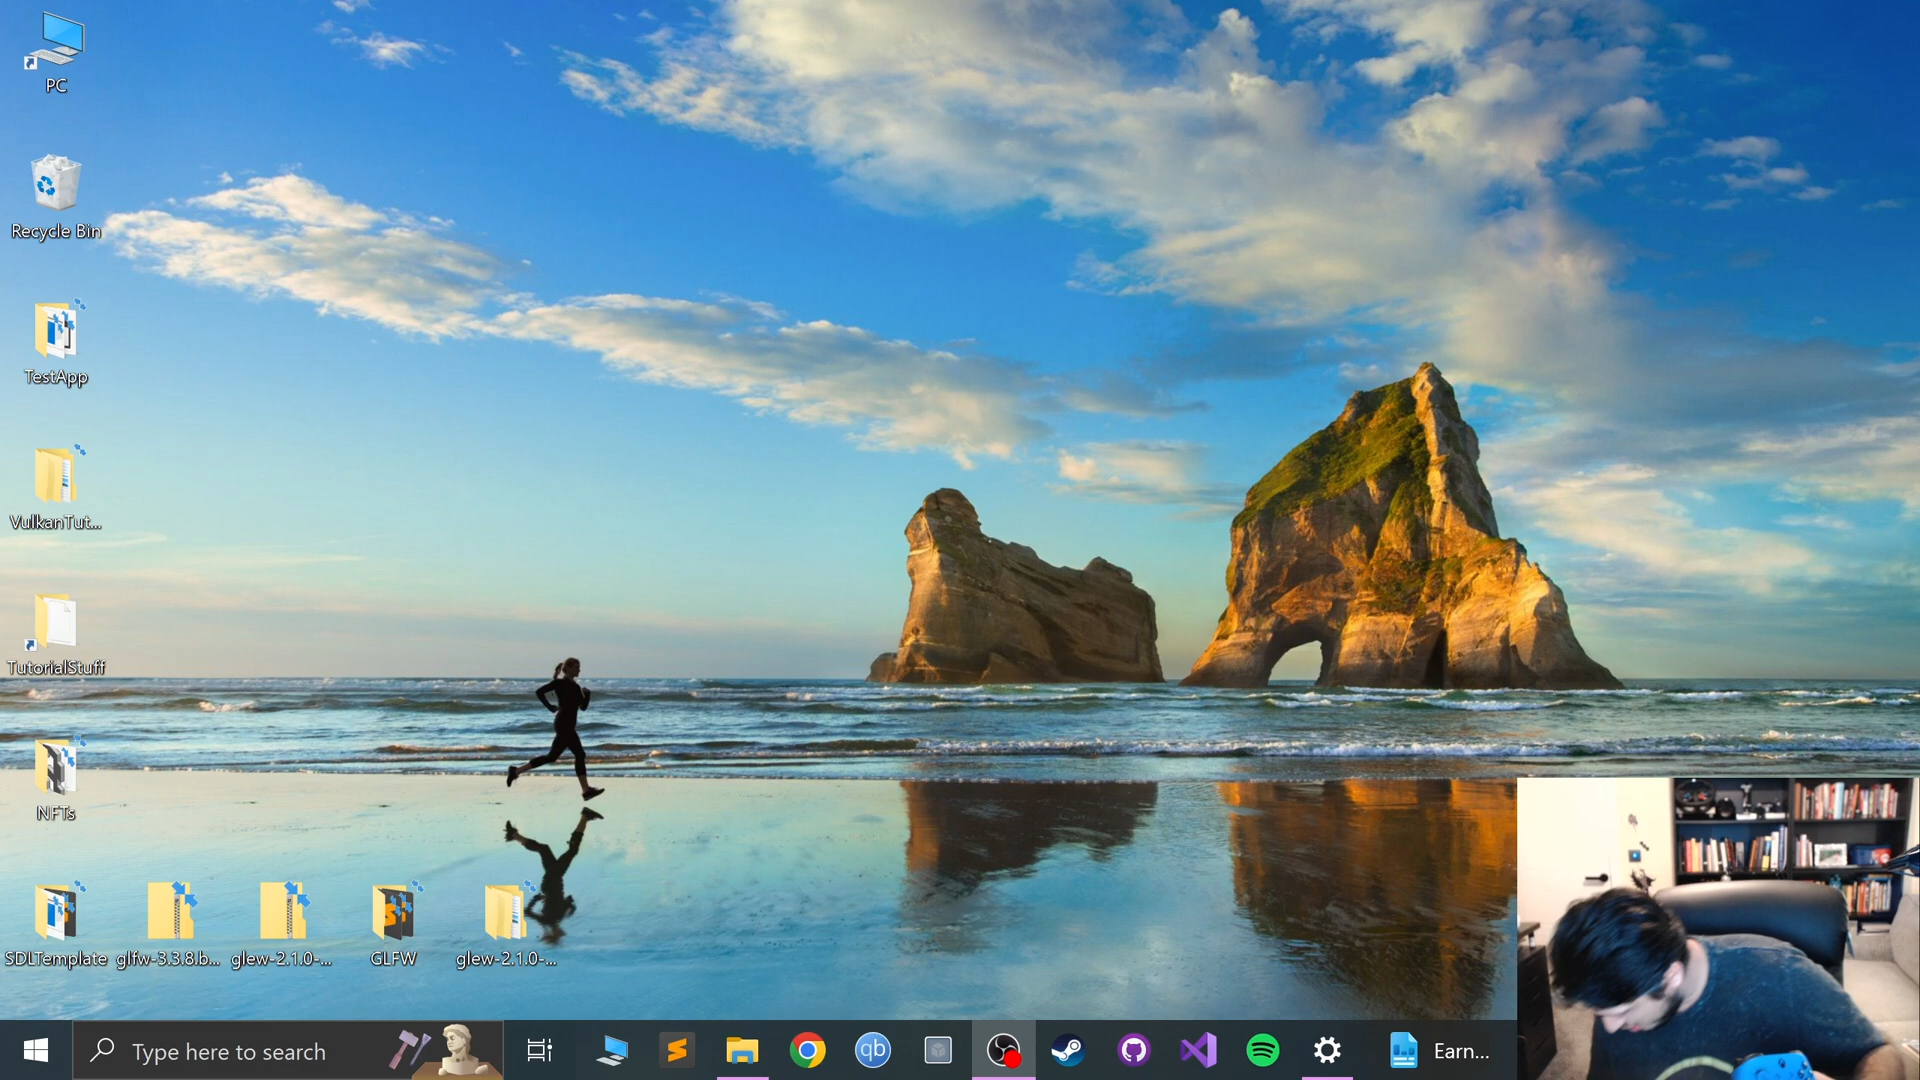 PC
Recycle Bin
TestApp
VulkanTut...
TutorialStuff
NFTs
SDLTemplate
glfw-3.3.8.b...
glew-2.1.0-...
GLFW
glew-2.1.0-...
Type here to search
qb
Earn...